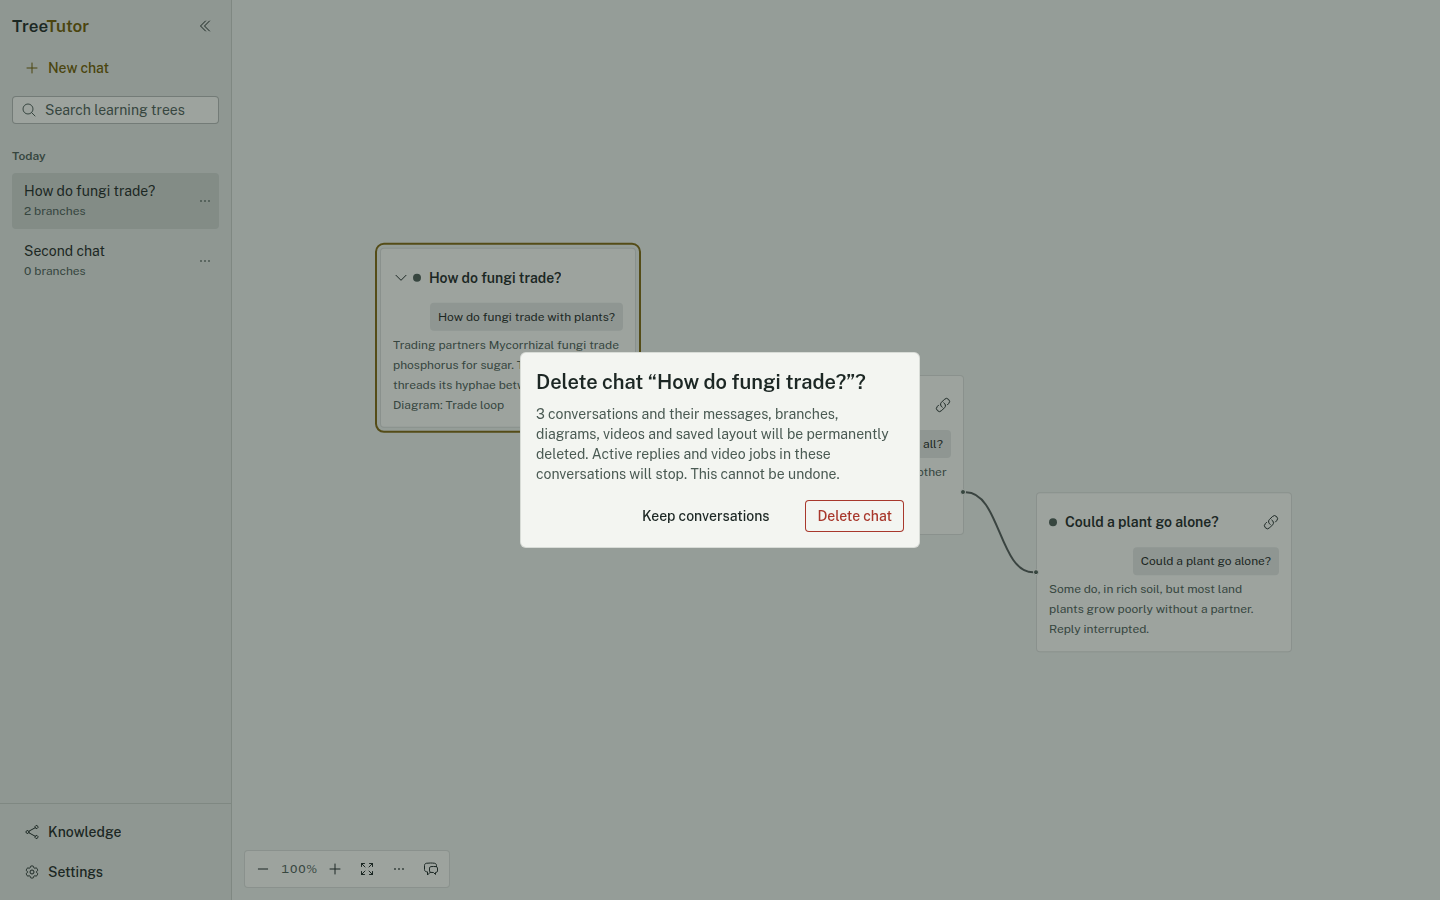 TreeTutor
New chat
Search learning trees
Today
How do fungi trade?
2 branches
Second chat
0 branches
Knowledge
Settings
How do fungi trade?
How do fungi trade with plants?
Trading partners Mycorrhizal fungi trade
phosphorus for sugar.
threads its hyphae
Diagram: Trade loop
Delete chat “How do fungi trade?”?
3 conversations and their messages, branches,
diagrams, videos and saved layout will be permanently
deleted. Active replies and video jobs in these
conversations will stop. This cannot be undone.
Keep conversations
Delete chat
all?
other
Could a plant go alone?
Could a plant go alone?
Some do, in rich soil, but most land
plants grow poorly without a partner.
Reply interrupted.
100%